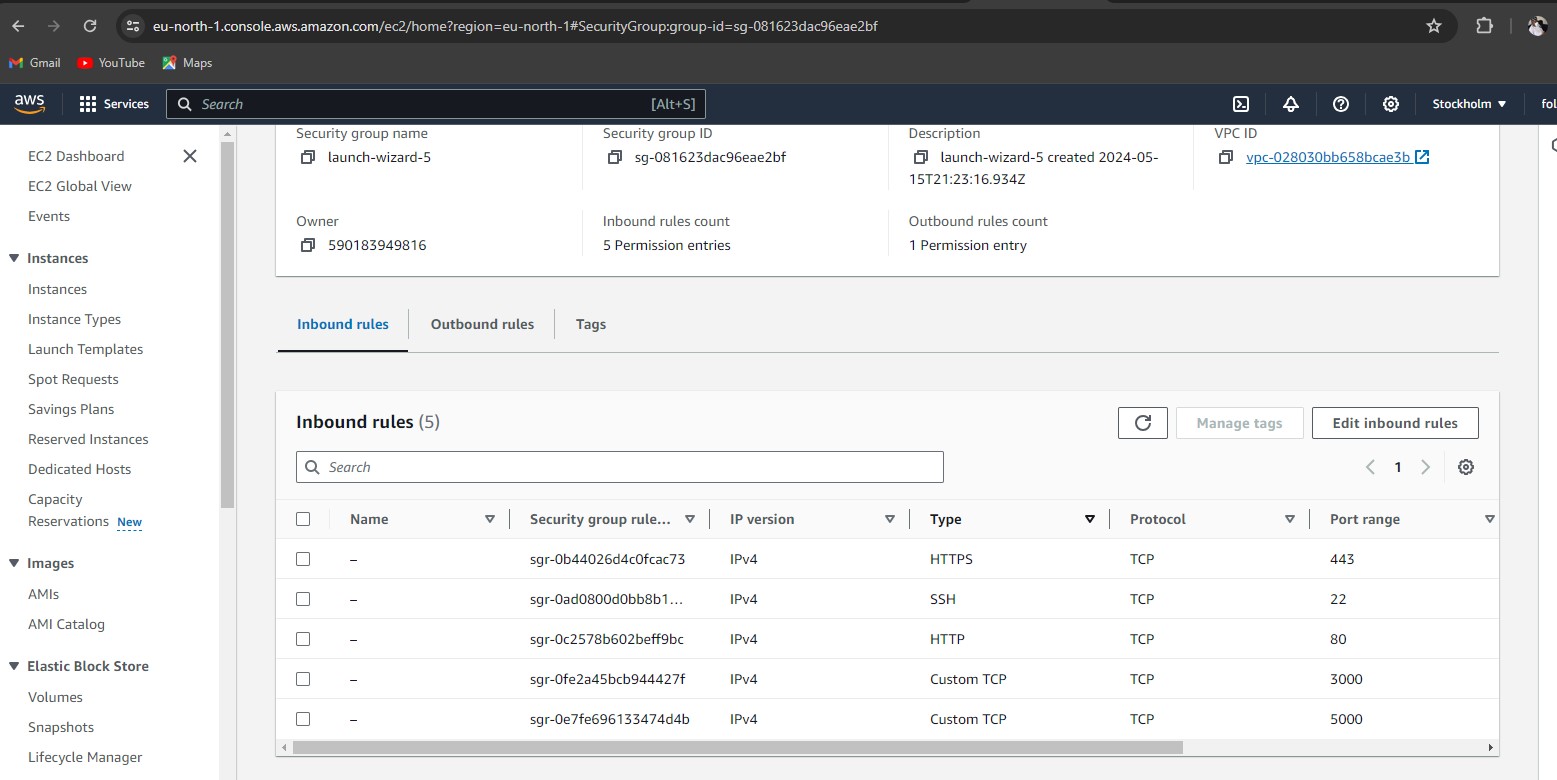 eu-north-1.console.aws.amazon.com/ec2/home?region=eu-north-1#SecurityGroup:group-id=sg-081623dac96eae2bf
Gmail YouTube Maps
aws Services Search [Alt+S] Stockholm fol
EC2 Dashboard
EC2 Global View
Events
Instances
Instances
Instance Types
Launch Templates
Spot Requests
Savings Plans
Reserved Instances
Dedicated Hosts
Capacity
Reservations New
Images
AMIs
AMI Catalog
Elastic Block Store
Volumes
Snapshots
Lifecycle Manager
Security group name
launch-wizard-5
Security group ID
sg-081623dac96eae2bf
Description
launch-wizard-5 created 2024-05-
15T21:23:16.934Z
VPC ID
vpc-028030bb658bcae3b
Owner
590183949816
Inbound rules count
5 Permission entries
Outbound rules count
1 Permission entry
Inbound rules Outbound rules Tags
Inbound rules (5)
Manage tags Edit inbound rules
Search
1
Name Security group rule... IP version Type Protocol Port range
– sgr-0b44026d4c0fcac73 IPv4 HTTPS TCP 443
– sgr-0ad0800d0bb8b1... IPv4 SSH TCP 22
– sgr-0c2578b602beff9bc IPv4 HTTP TCP 80
– sgr-0fe2a45bcb944427f IPv4 Custom TCP TCP 3000
– sgr-0e7fe696133474d4b IPv4 Custom TCP TCP 5000